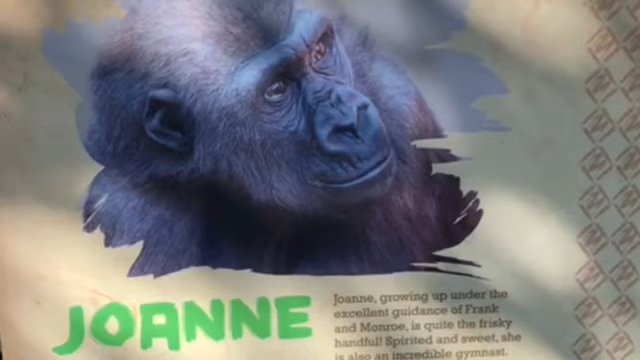 JOANNE
Joanne, growing up under the
excellent guidance of Frank
and Monroe, is quite the frisky
handful! Spirited and sweet, she
is also an incredible gymnast.